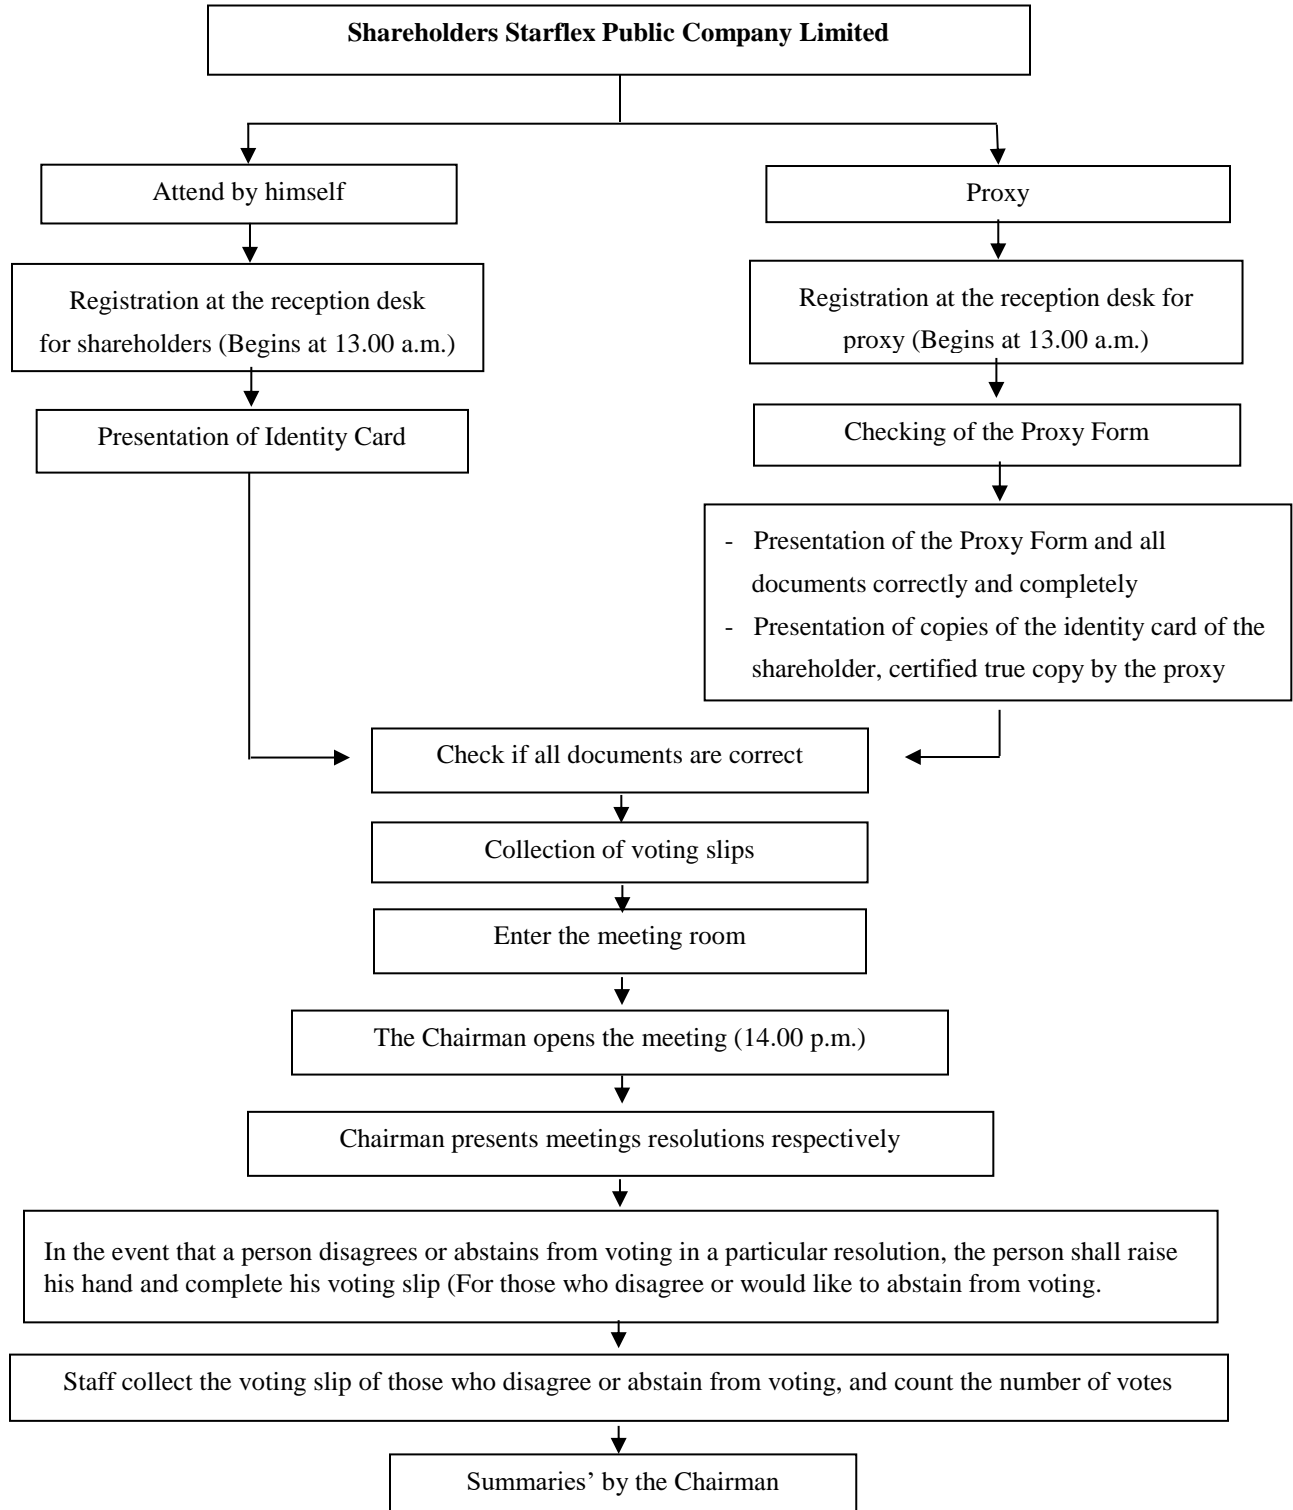 Shareholders Starflex Public Company Limited
Attend by himself
Proxy
Registration at the reception desk
for shareholders (Begins at 13.00 a.m.)
Registration at the reception desk for
proxy (Begins at 13.00 a.m.)
Presentation of Identity Card
Checking of the Proxy Form
- Presentation of the Proxy Form and all
documents correctly and completely
- Presentation of copies of the identity card of the
shareholder, certified true copy by the proxy
Check if all documents are correct
Collection of voting slips
Enter the meeting room
The Chairman opens the meeting (14.00 p.m.)
Chairman presents meetings resolutions respectively
In the event that a person disagrees or abstains from voting in a particular resolution, the person shall raise
his hand and complete his voting slip (For those who disagree or would like to abstain from voting.
Staff collect the voting slip of those who disagree or abstain from voting, and count the number of votes
Summaries’ by the Chairman